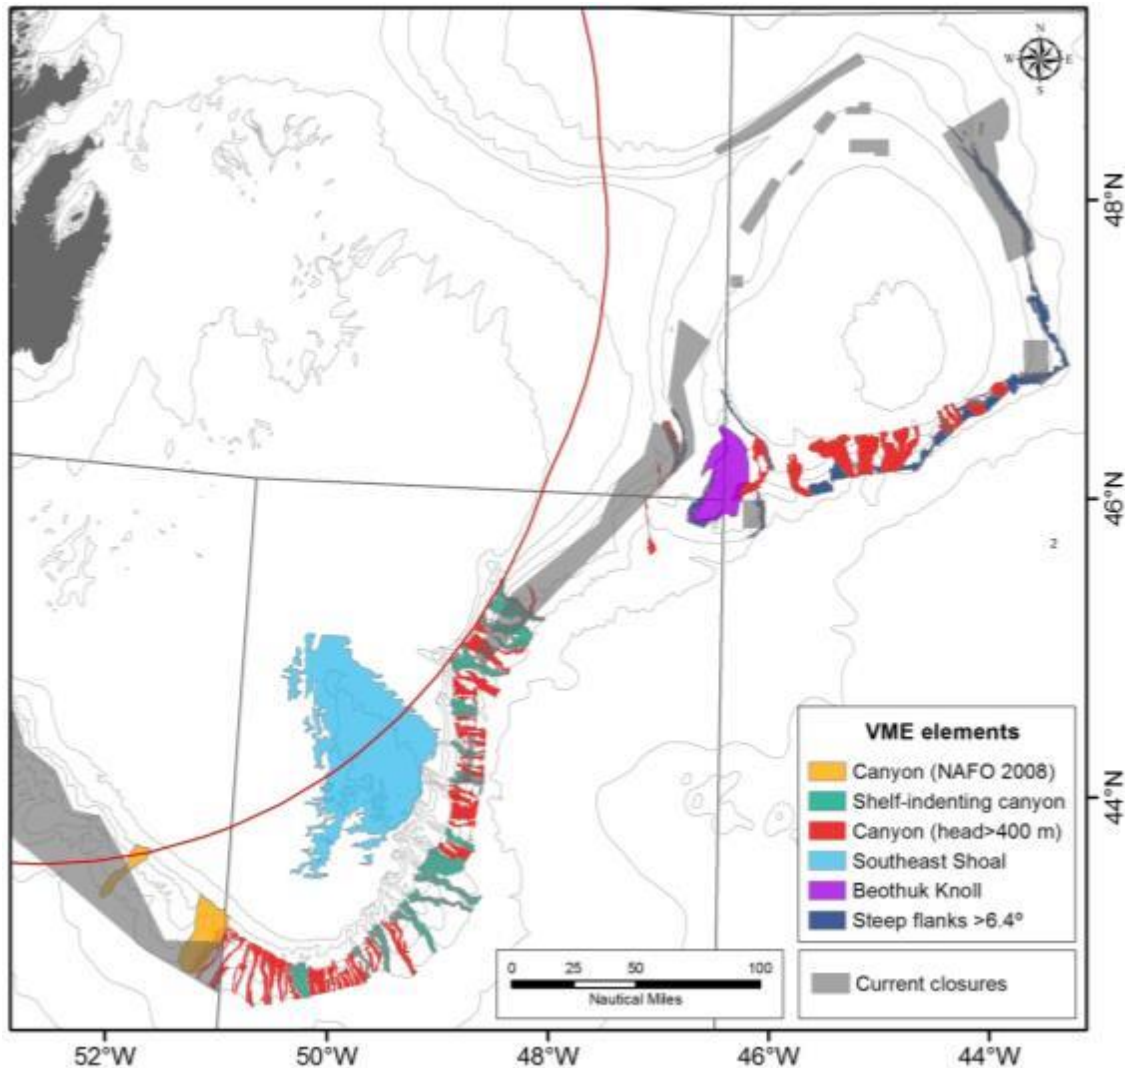 N
W E
S
48°N
46°N
2
44°N
VME elements
Canyon (NAFO 2008)
Shelf-indenting canyon
Canyon (head>400 m)
Southeast Shoal
Beothuk Knoll
Steep flanks >6.4º
Current closures
0 25 50 100
Nautical Miles
52°W 50°W 48°W 46°W 44°W